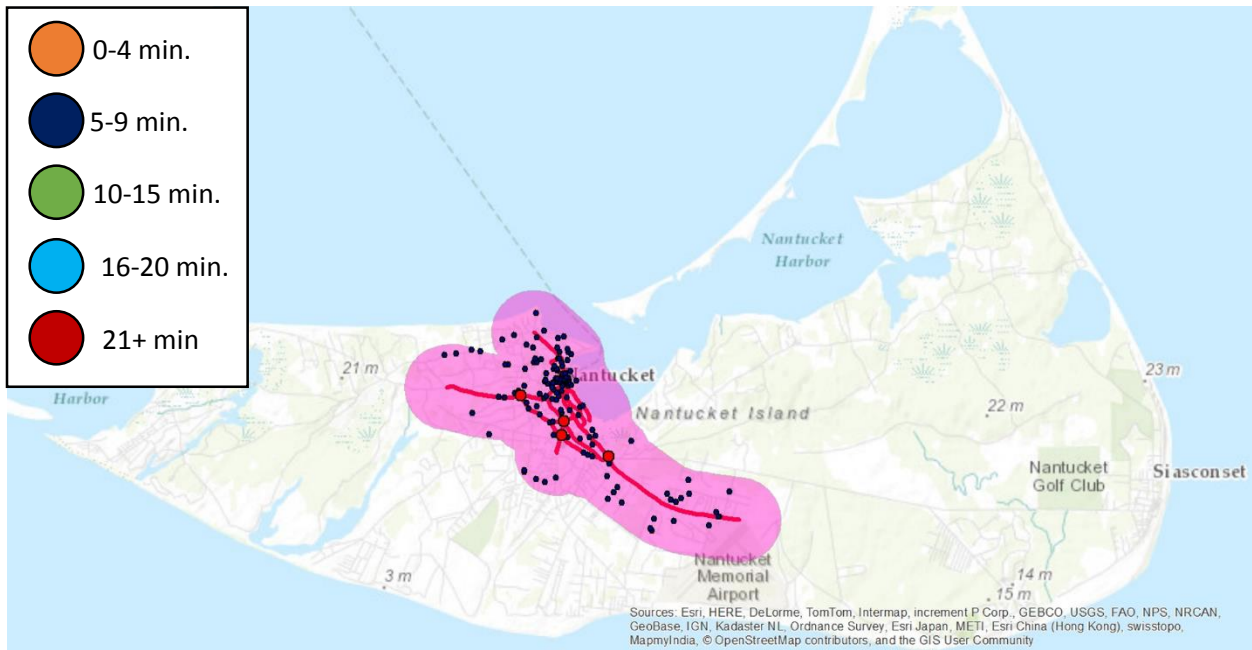 0-4 min.
5-9 min.
10-15 min.
16-20 min.
21+ min
Nantucket
Harbor
21 m
Harbor
Nantucket
Nantucket Island
23 m
22 m
Nantucket
Golf Club
Siasconset
3 m
Nantucket
Memorial
Airport
14 m
15 m
Sources: Esri, HERE, DeLorme, TomTom, Intermap, increment P Corp., GEBCO, USGS, FAO, NPS, NRCAN,
GeoBase, IGN, Kadaster NL, Ordnance Survey, Esri Japan, METI, Esri China (Hong Kong), swisstopo,
MapmyIndia, © OpenStreetMap contributors, and the GIS User Community